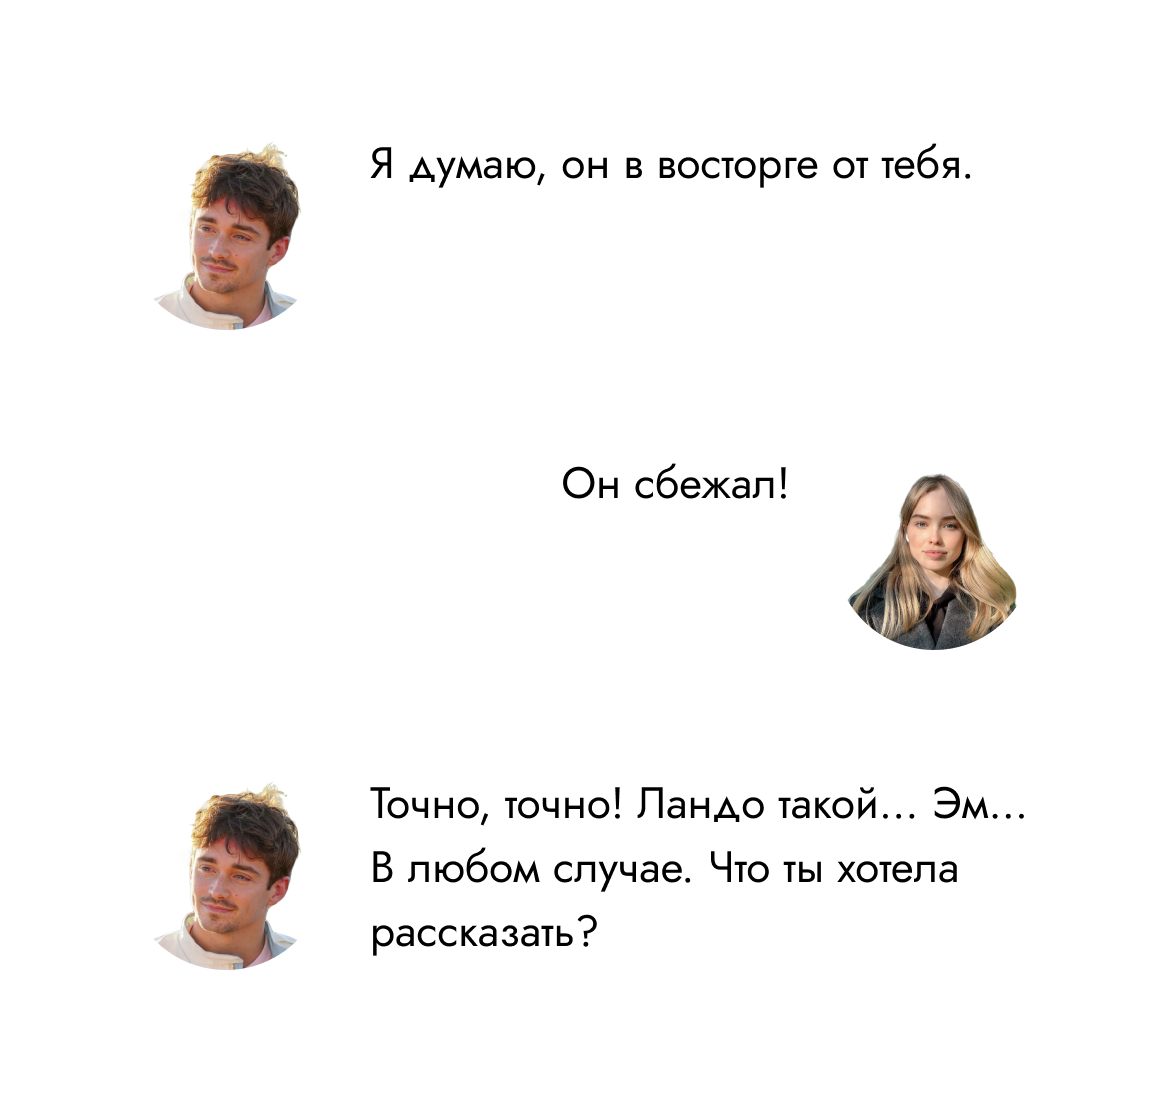 Я думаю, он в восторге от тебя.
Он сбежал!
Точно, точно! Ландо такой... Эм...
В любом случае. Что ты хотела
рассказать?